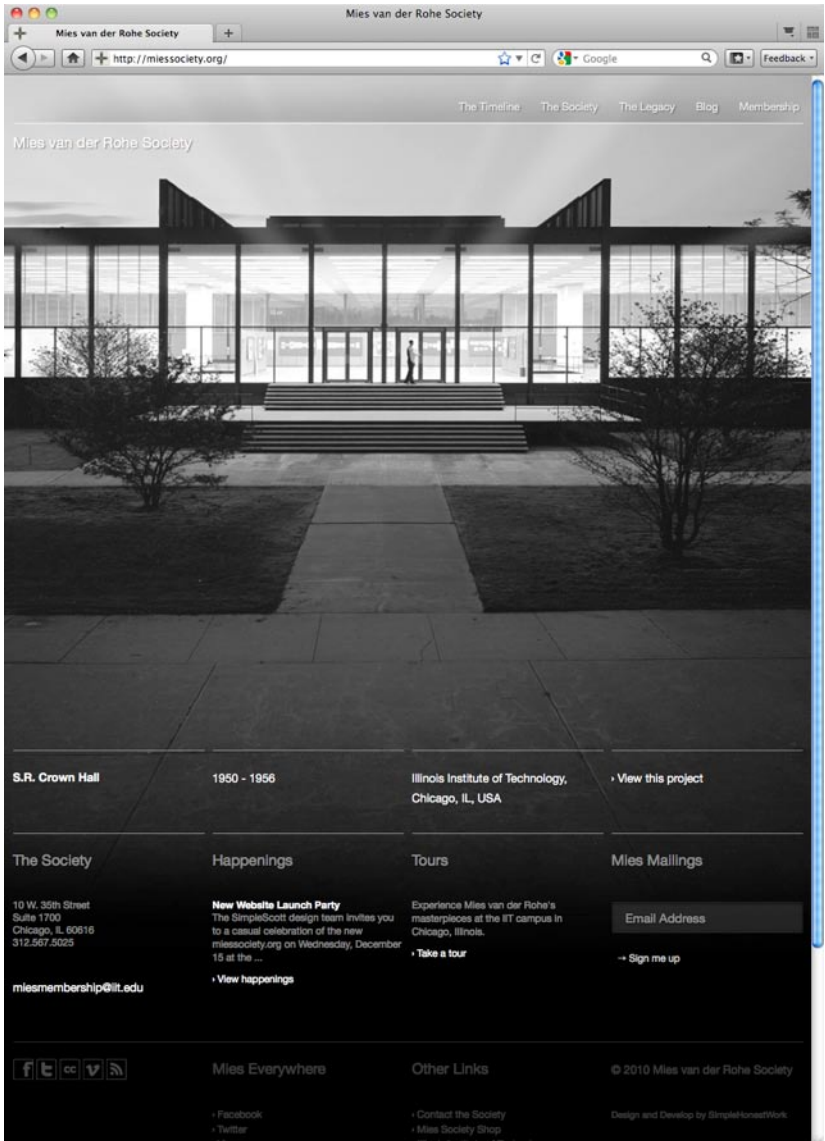 Mies van der Rohe Society
Mies van der Rohe Society
+
http://miessociety.org/
Google
Feedback
The Timeline
The Society
The Legacy
Blog
Membership
Mies van der Rohe Society
S.R. Crown Hall
1950 - 1956
Illinois Institute of Technology,
Chicago, IL, USA
› View this project
The Society
10 W. 35th Street
Suite 1700
Chicago, IL 60616
312.567.5025
miesmembership@iit.edu
Happenings
New Website Launch Party
The SimpleScott design team invites you
to a casual celebration of the new
miessociety.org on Wednesday, December
15 at the ...
› View happenings
Tours
Experience Mies van der Rohe's
masterpieces at the IIT campus in
Chicago, Illinois.
› Take a tour
Mies Mailings
Email Address
→ Sign me up
f t cc v
Mies Everywhere
› Facebook
› Twitter
Other Links
› Contact the Society
› Mies Society Shop
© 2010 Mies van der Rohe Society
Design and Develop by SimpleHonestWork